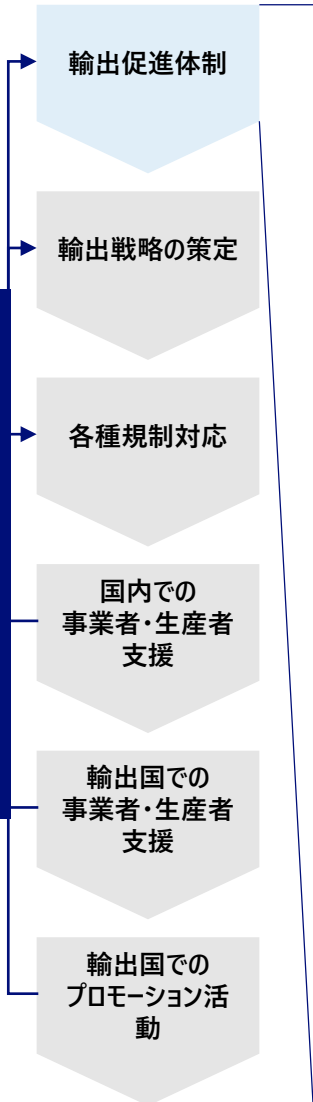 輸出促進体制
輸出戦略の策定
各種規制対応
国内での
事業者・生産者
支援
輸出国での
事業者・生産者
支援
輸出国での
プロモーション活
動